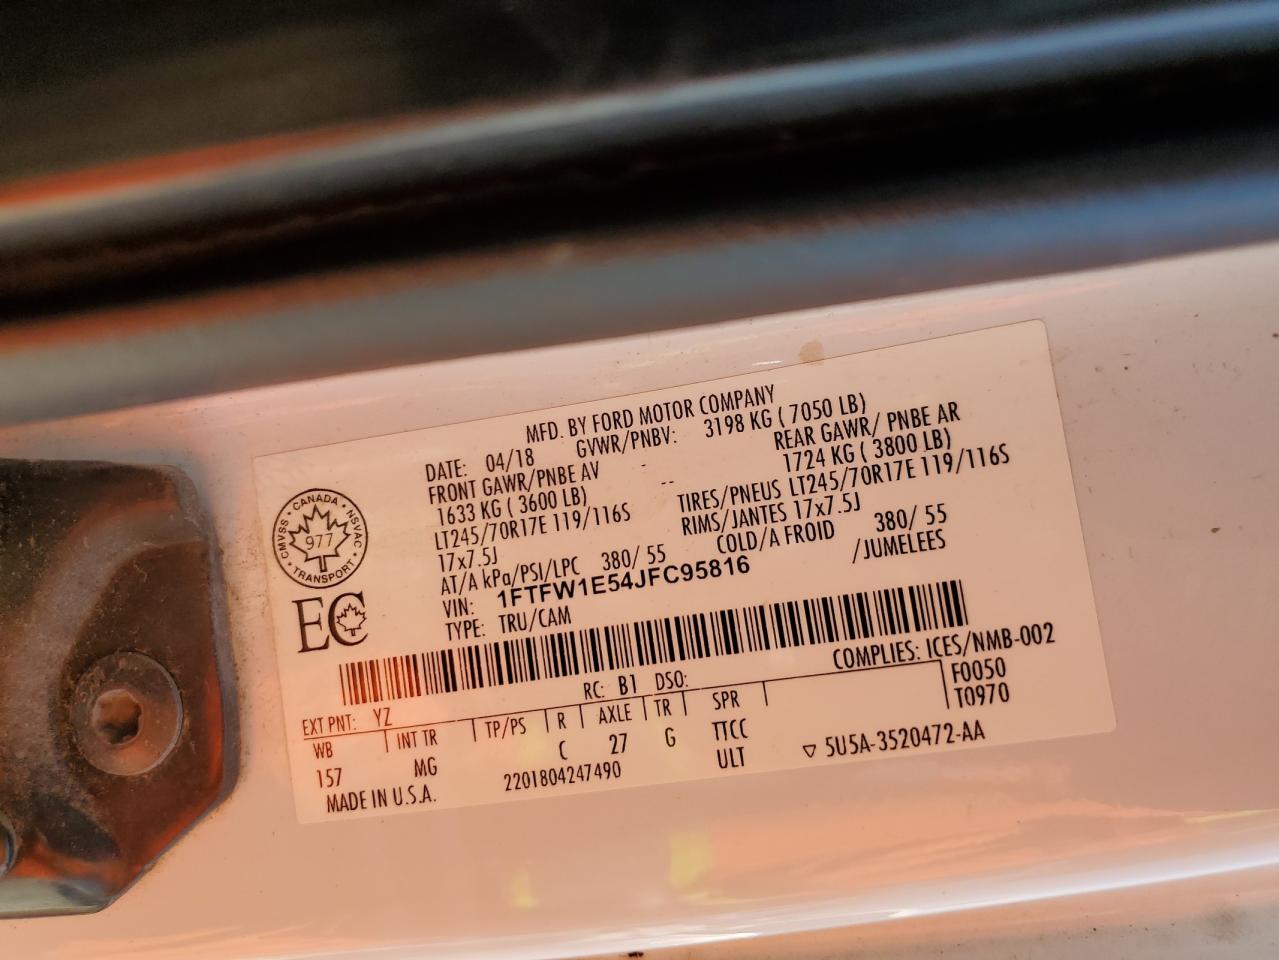 MFD. BY FORD MOTOR COMPANY
DATE: 04/18 GVWR/PNBV: 3198 KG ( 7050 LB)
FRONT GAWR/PNBE AV REAR GAWR/ PNBE AR
1633 KG ( 3600 LB) 1724 KG ( 3800 LB)
LT245/70R17E 119/116S TIRES/PNEUS LT245/70R17E 119/116S
17x7.5J RIMS/JANTES 17x7.5J
AT/A kPa/PSI/LPC 380/ 55 COLD/A FROID 380/ 55
VIN: 1FTFW1E54JFC95816 /JUMELEES
TYPE: TRU/CAM
CANADA
CMVSS NSVAC
977
TRANSPORT
EC
COMPLIES: ICES/NMB-002
EXT PNT: YZ RC: B1 DSO: F0050
WB INT TR TP/PS R AXLE TR SPR T0970
157 MG C 27 G TTCC
MADE IN U.S.A. 2201804247490 ULT ▽ 5U5A-3520472-AA